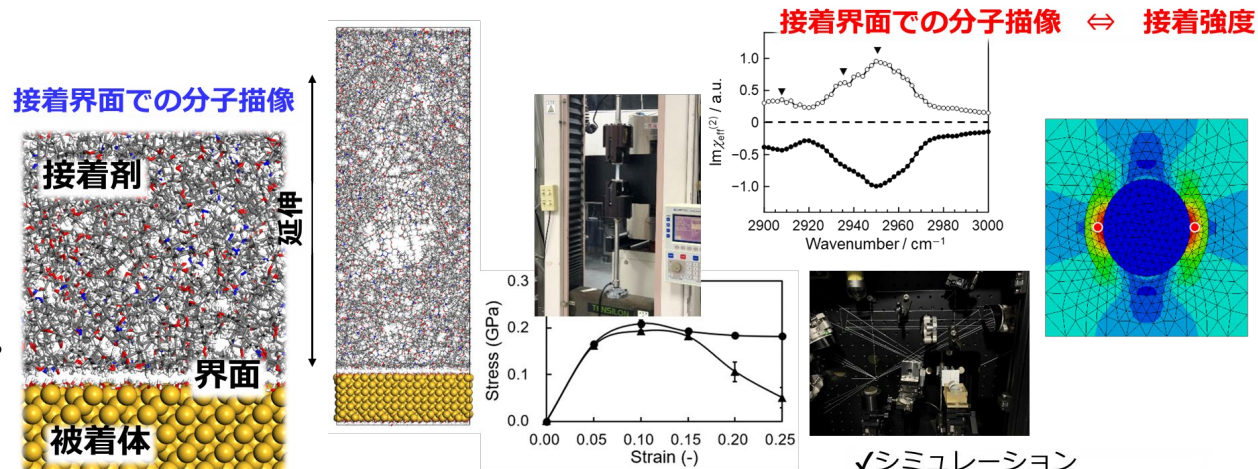 接着界面での分子描像 ⇔ 接着強度
接着界面での分子描像
接着剤
界面
被着体
延伸
TENSILON
Imχeff(2) / a.u.
1.0
0.5
0
−0.5
−1.0
2900 2920 2940 2960 2980 3000
Wavenumber / cm−1
Stress (GPa)
0.3
0.2
0.1
0.0
0.00 0.05 0.10 0.15 0.20 0.25
Strain (-)
✓シミュレーション